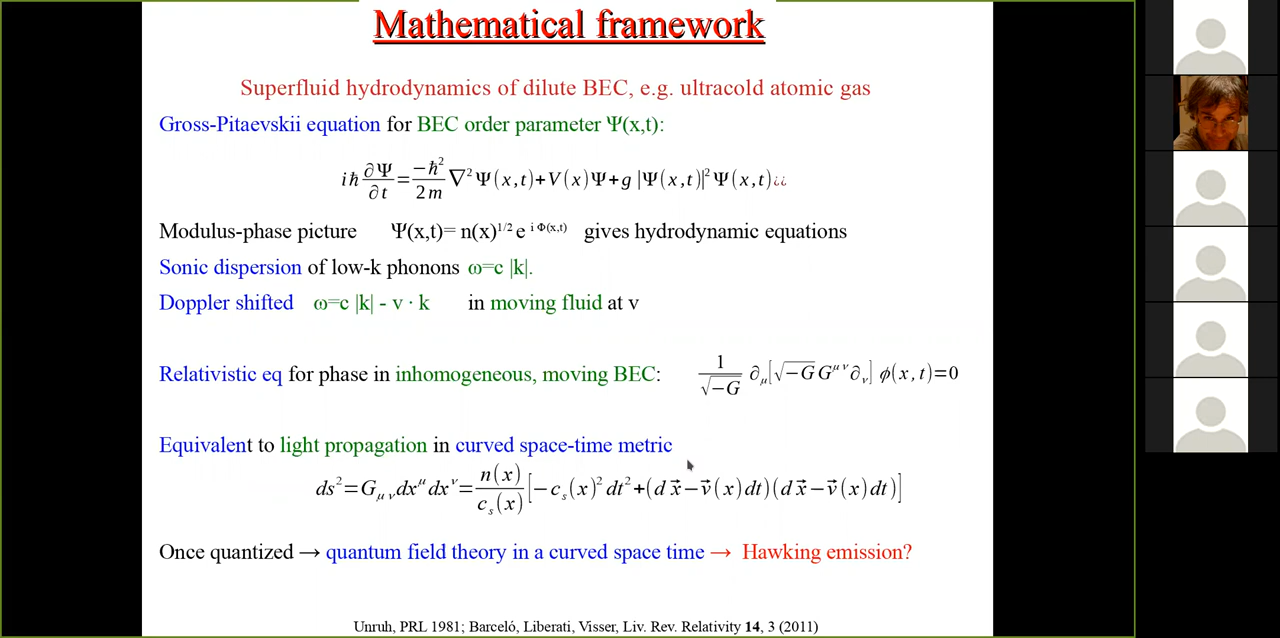 Mathematical framework
Superfluid hydrodynamics of dilute BEC, e.g. ultracold atomic gas
Gross-Pitaevskii equation for BEC order parameter Ψ(x,t):
iħ ∂Ψ/∂t = −ħ²/2m ∇²Ψ(x,t)+V(x)Ψ+g|Ψ(x,t)|²Ψ(x,t)¿¿
Modulus-phase picture Ψ(x,t)= n(x)^1/2 e^iΦ(x,t) gives hydrodynamic equations
Sonic dispersion of low-k phonons ω=c |k|.
Doppler shifted ω=c |k| - v · k in moving fluid at v
Relativistic eq for phase in inhomogeneous, moving BEC: 1/√−G ∂_μ[√−G G^μν ∂_ν] ϕ(x,t)=0
Equivalent to light propagation in curved space-time metric
ds²=G_μν dx^μ dx^ν = n(x)/c_s(x) [−c_s(x)² dt²+(d x⃗−v⃗(x)dt)(d x⃗−v⃗(x)dt)]
Once quantized → quantum field theory in a curved space time → Hawking emission?
Unruh, PRL 1981; Barceló, Liberati, Visser, Liv. Rev. Relativity 14, 3 (2011)